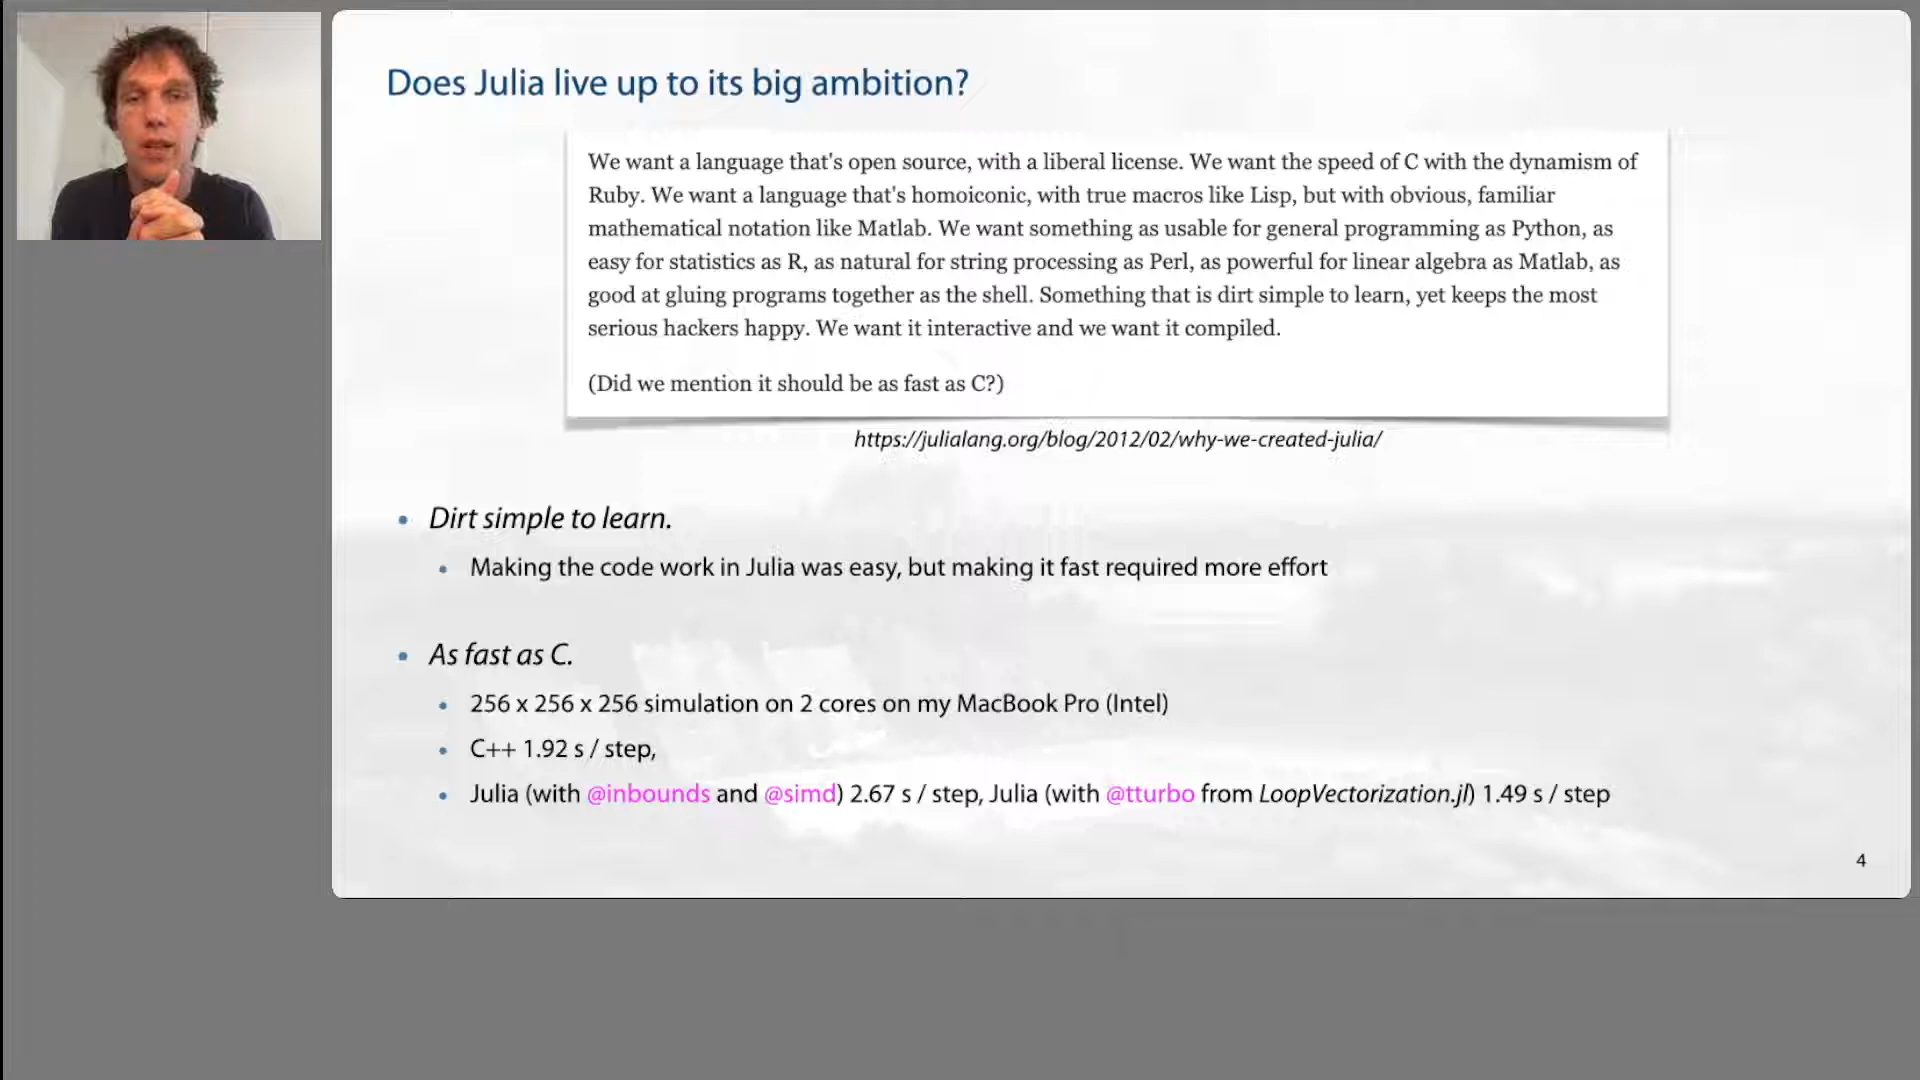 Does Julia live up to its big ambition?
We want a language that's open source, with a liberal license. We want the speed of C with the dynamism of
Ruby. We want a language that's homoiconic, with true macros like Lisp, but with obvious, familiar
mathematical notation like Matlab. We want something as usable for general programming as Python, as
easy for statistics as R, as natural for string processing as Perl, as powerful for linear algebra as Matlab, as
good at gluing programs together as the shell. Something that is dirt simple to learn, yet keeps the most
serious hackers happy. We want it interactive and we want it compiled.
(Did we mention it should be as fast as C?)
https://julialang.org/blog/2012/02/why-we-created-julia/
• Dirt simple to learn.
• Making the code work in Julia was easy, but making it fast required more effort
• As fast as C.
• 256 x 256 x 256 simulation on 2 cores on my MacBook Pro (Intel)
• C++ 1.92 s / step,
• Julia (with @inbounds and @simd) 2.67 s / step, Julia (with @tturbo from LoopVectorization.jl) 1.49 s / step
4